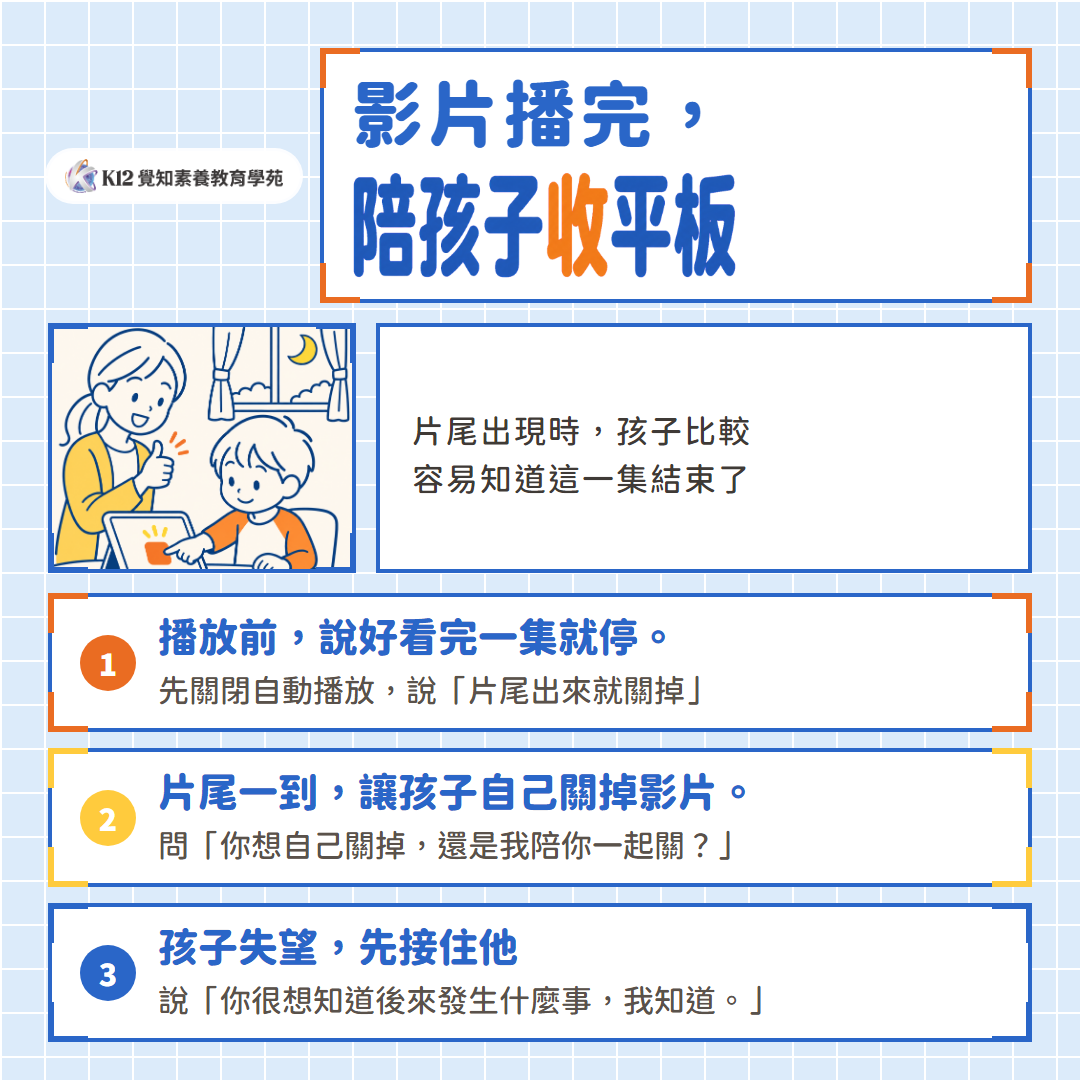 影片播完，
陪孩子收平板
K12 覺知素養教育學苑
片尾出現時，孩子比較
容易知道這一集結束了
1
播放前，說好看完一集就停。
先關閉自動播放，說「片尾出來就關掉」
2
片尾一到，讓孩子自己關掉影片。
問「你想自己關掉，還是我陪你一起關？」
3
孩子失望，先接住他
說「你很想知道後來發生什麼事，我知道。」